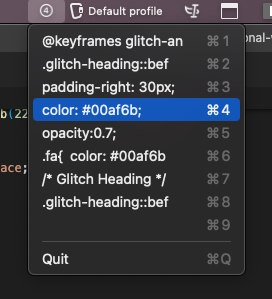 ④ Default profile
@keyframes glitch-an ⌘1
.glitch-heading::bef ⌘2
padding-right: 30px; ⌘3
color: #00af6b; ⌘4
opacity:0.7; ⌘5
.fa{ color: #00af6b ⌘6
/* Glitch Heading */ ⌘7
.glitch-heading::bef ⌘8
⌘9
Quit ⌘Q
onal-w
b(22
ace;